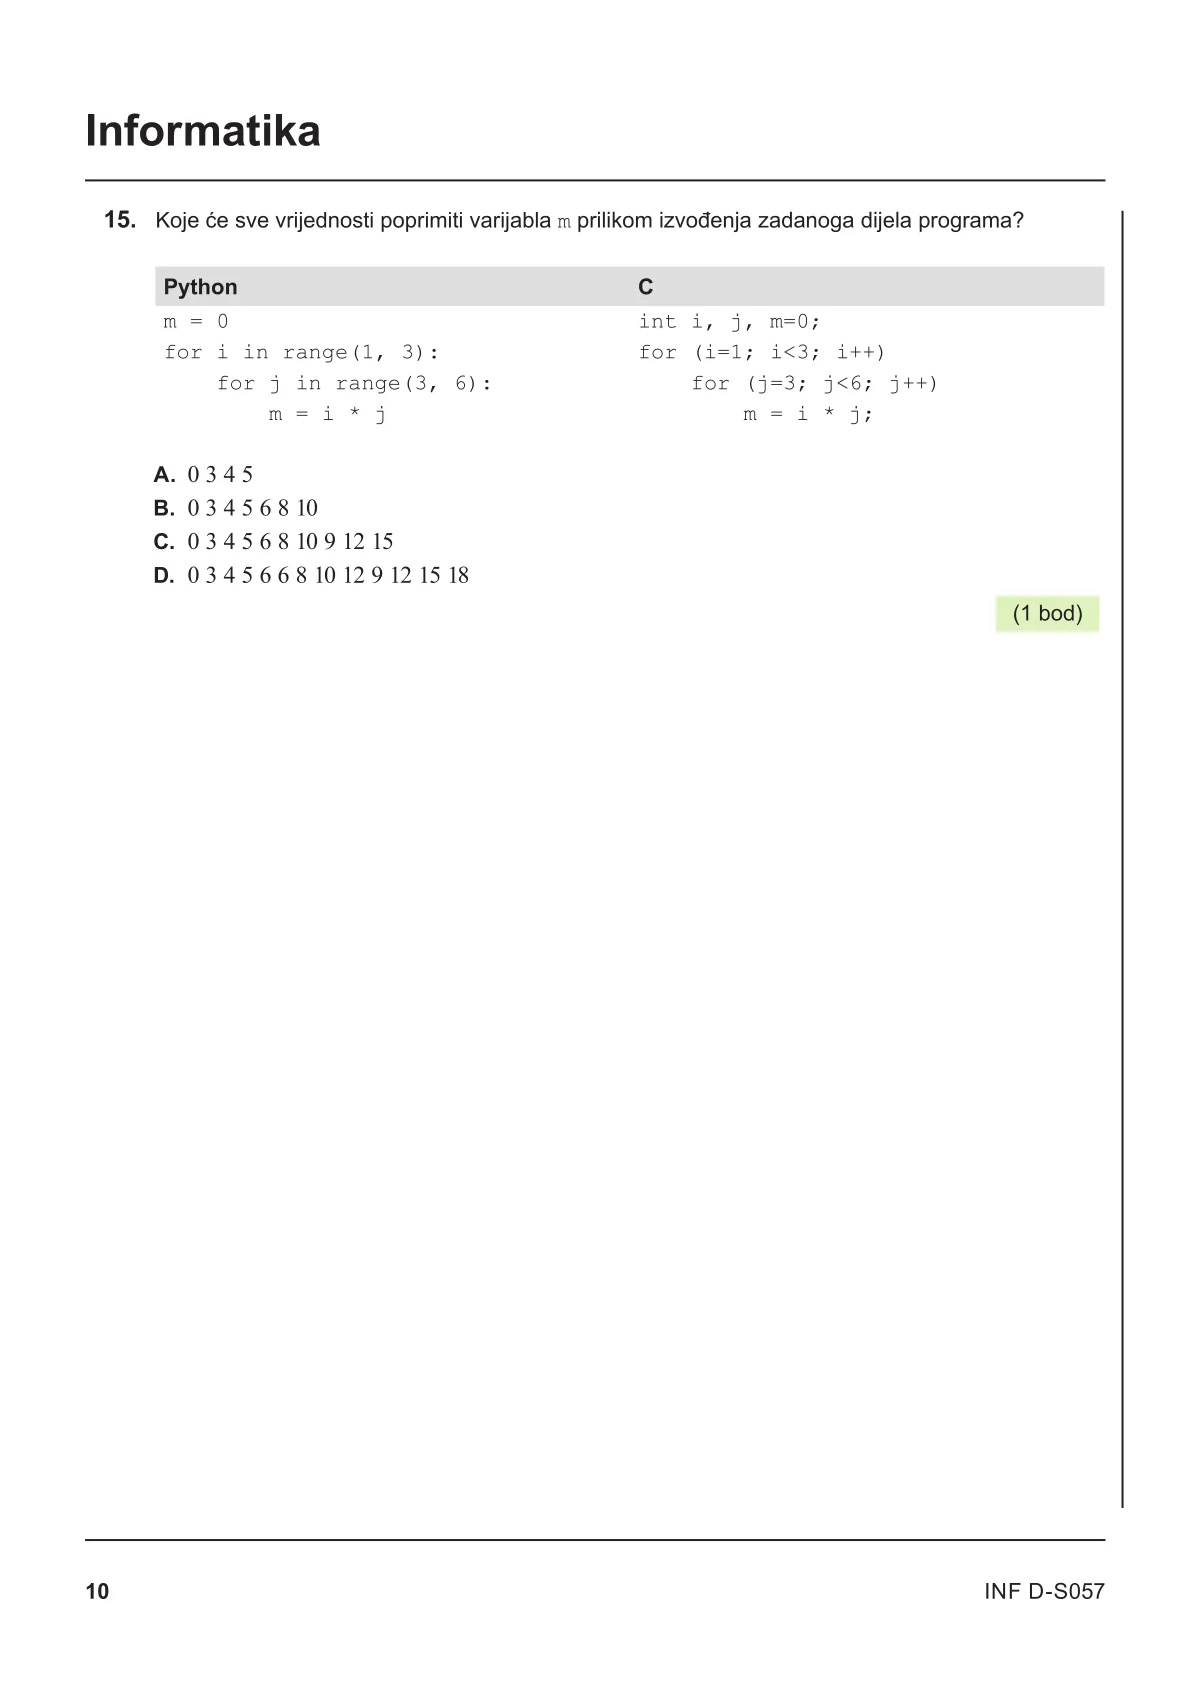 Informatika
15. Koje će sve vrijednosti poprimiti varijabla m prilikom izvođenja zadanoga dijela programa?
Python C
m = 0 int i, j, m=0;
for i in range(1, 3): for (i=1; i<3; i++)
for j in range(3, 6): for (j=3; j<6; j++)
m = i * j m = i * j;
A. 0 3 4 5
B. 0 3 4 5 6 8 10
C. 0 3 4 5 6 8 10 9 12 15
D. 0 3 4 5 6 6 8 10 12 9 12 15 18
(1 bod)
10 INF D-S057